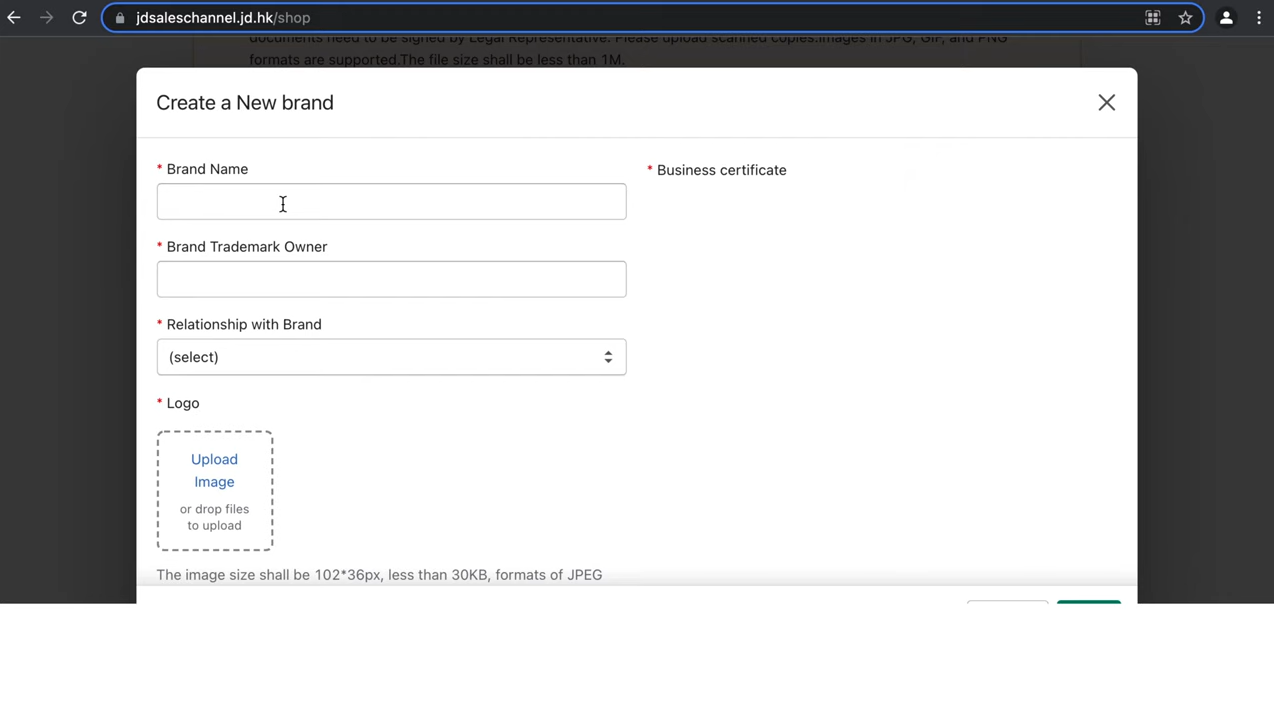 jdsaleschannel.jd.hk/shop
documents need to be signed by Legal Representative. Please upload scanned copies.Images in JPG, GIF, and PNG
formats are supported.The file size shall be less than 1M.
Create a New brand
* Brand Name
* Business certificate
* Brand Trademark Owner
* Relationship with Brand
(select)
* Logo
Upload
Image
or drop files
to upload
The image size shall be 102*36px, less than 30KB, formats of JPEG